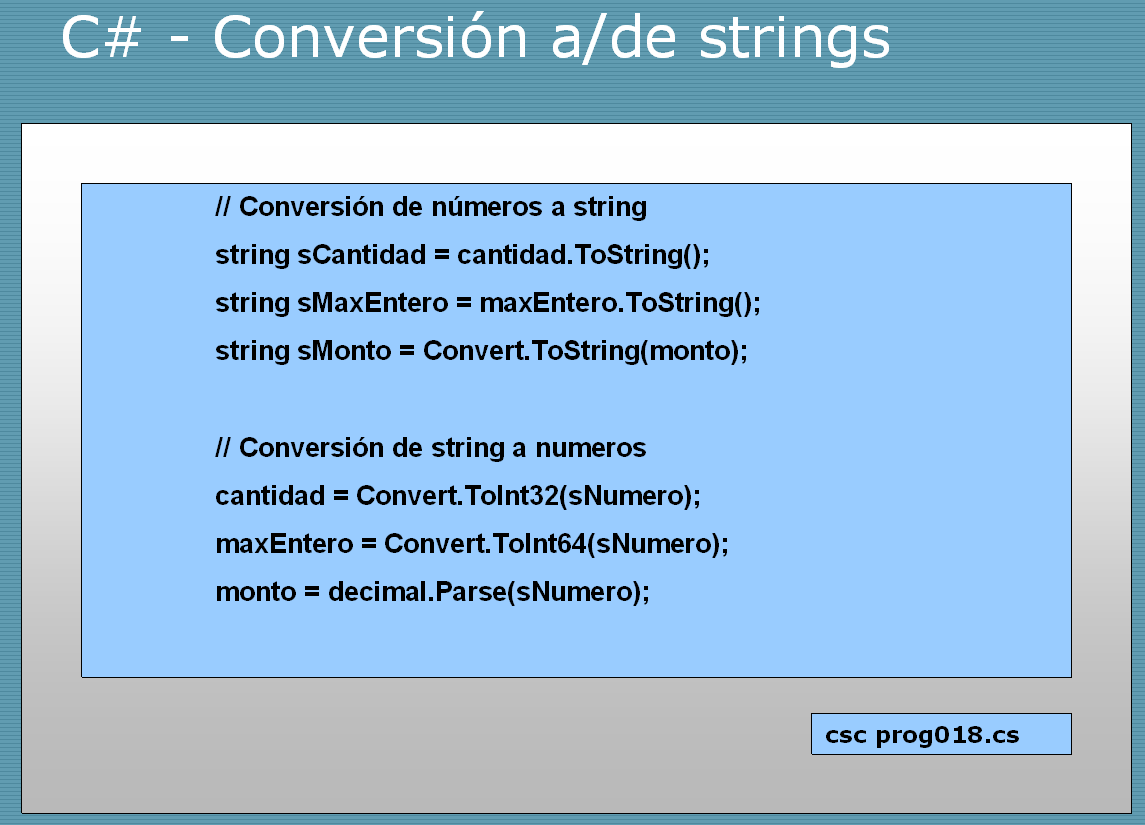 C# - Conversión a/de strings
// Conversión de números a string
string sCantidad = cantidad.ToString();
string sMaxEntero = maxEntero.ToString();
string sMonto = Convert.ToString(monto);
// Conversión de string a numeros
cantidad = Convert.ToInt32(sNumero);
maxEntero = Convert.ToInt64(sNumero);
monto = decimal.Parse(sNumero);
csc prog018.cs